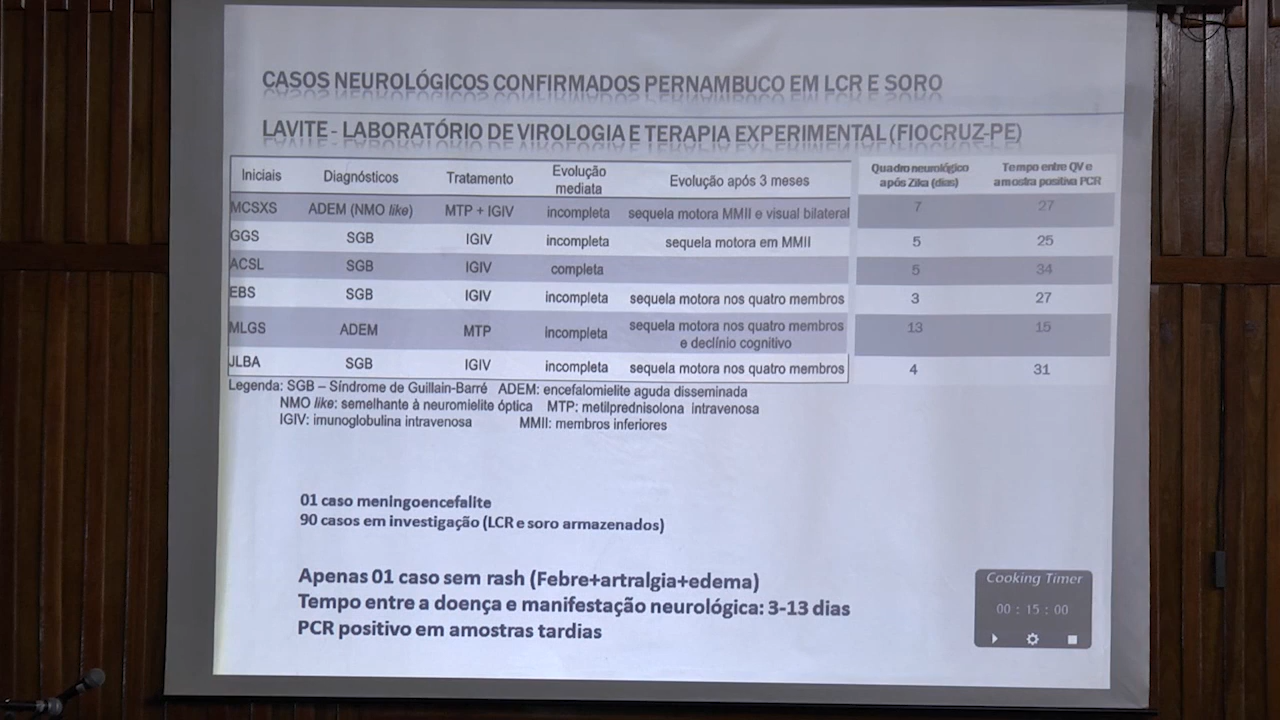 CASOS NEUROLÓGICOS CONFIRMADOS PERNAMBUCO EM LCR E SORO
LAVITE - LABORATÓRIO DE VIROLOGIA E TERAPIA EXPERIMENTAL (FIOCRUZ-PE)
Iniciais Diagnósticos Tratamento Evolução mediata Evolução após 3 meses Quadro neurológico após Zika (dias) Tempo entre QV e amostra positiva PCR
MCSXS ADEM (NMO like) MTP + IGIV incompleta sequela motora MMII e visual bilateral 7 27
GGS SGB IGIV incompleta sequela motora em MMII 5 25
ACSL SGB IGIV completa 5 34
EBS SGB IGIV incompleta sequela motora nos quatro membros 3 27
MLGS ADEM MTP incompleta sequela motora nos quatro membros e declínio cognitivo 13 15
JLBA SGB IGIV incompleta sequela motora nos quatro membros 4 31
Legenda: SGB – Síndrome de Guillain-Barré ADEM: encefalomielite aguda disseminada
NMO like: semelhante à neuromielite óptica MTP: metilprednisolona intravenosa
IGIV: imunoglobulina intravenosa MMII: membros inferiores
01 caso meningoencefalite
90 casos em investigação (LCR e soro armazenados)
Apenas 01 caso sem rash (Febre+artralgia+edema)
Tempo entre a doença e manifestação neurológica: 3-13 dias
PCR positivo em amostras tardias
Cooking Timer
00 : 15 : 00